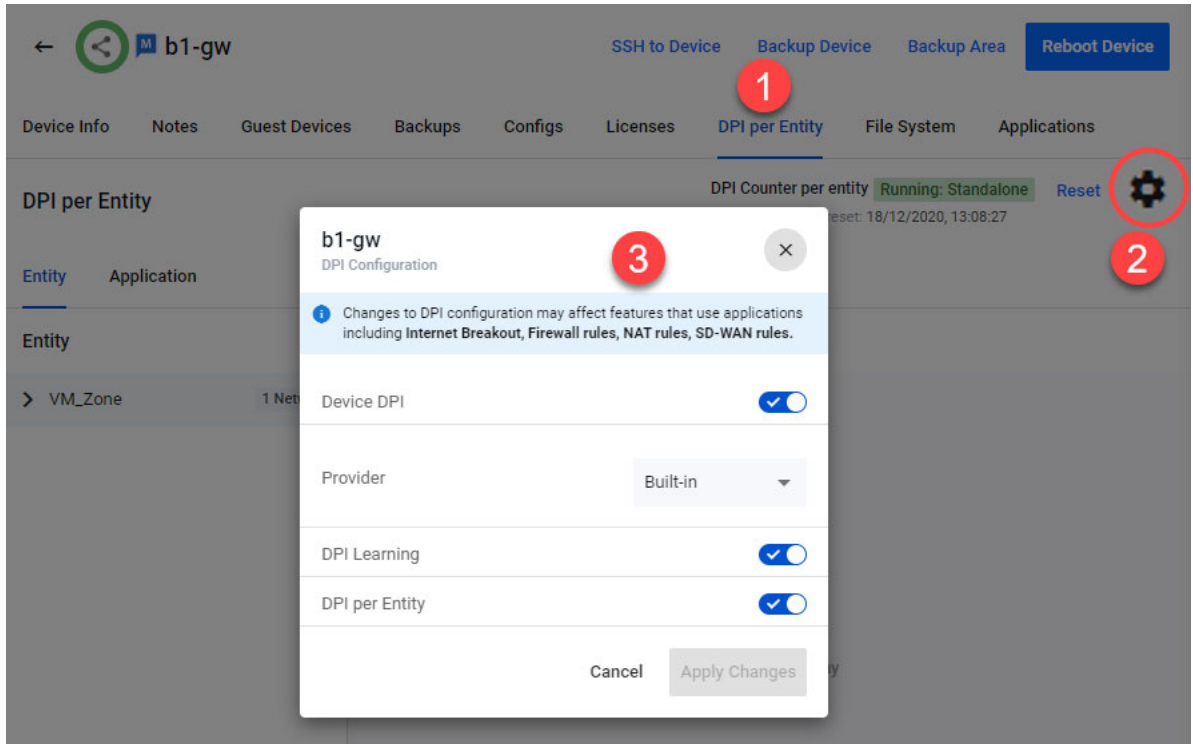 M b1-gw
SSH to Device Backup Device Backup Area Reboot Device
1
Device Info Notes Guest Devices Backups Configs Licenses DPI per Entity File System Applications
DPI per Entity
DPI Counter per entity Running: Standalone Reset
reset: 18/12/2020, 13:08:27
2
Entity Application
Entity
VM_Zone 1
b1-gw
DPI Configuration
3
Changes to DPI configuration may affect features that use applications
including Internet Breakout, Firewall rules, NAT rules, SD-WAN rules.
Device DPI
Provider Built-in
DPI Learning
DPI per Entity
Cancel Apply Changes